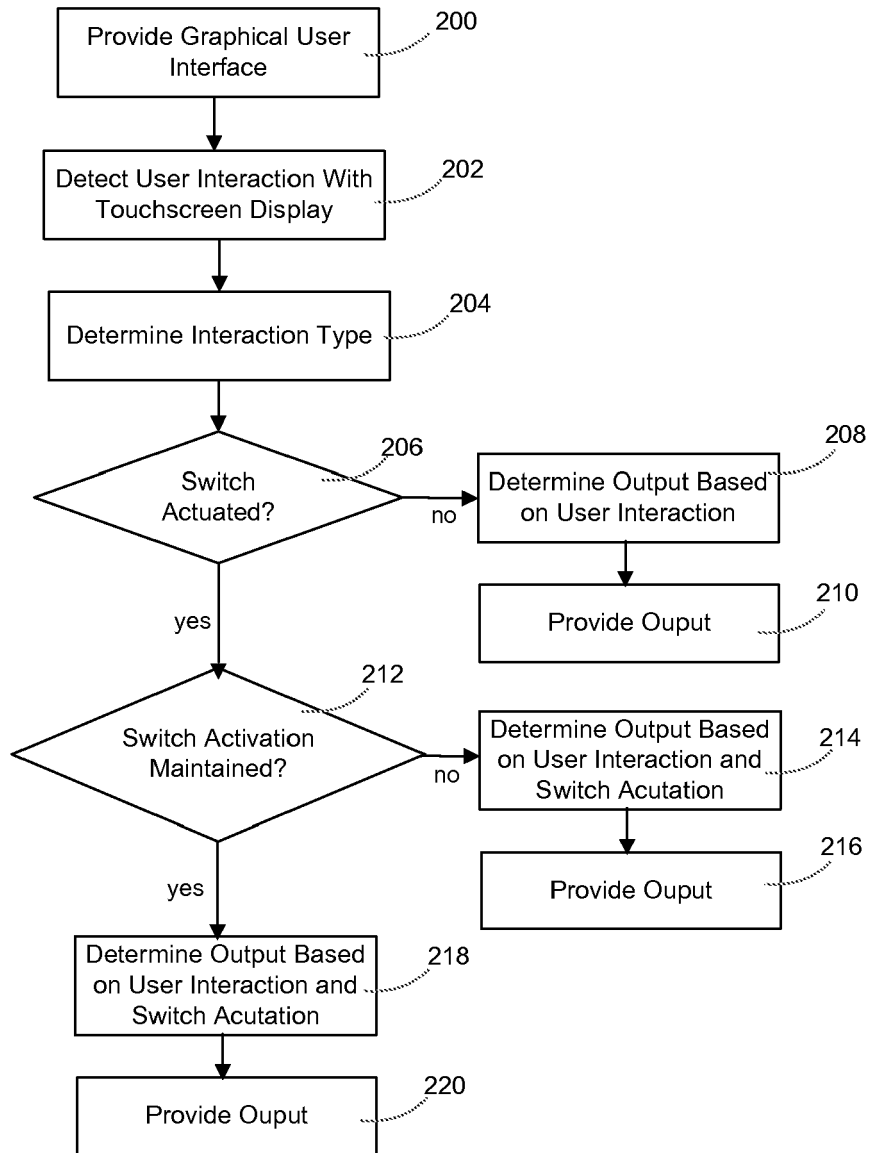 Provide Graphical User
Interface
200
Detect User Interaction With
Touchscreen Display
202
Determine Interaction Type
204
Switch
Actuated?
206
no
Determine Output Based
on User Interaction
208
Provide Ouput
210
yes
Switch Activation
Maintained?
212
no
Determine Output Based
on User Interaction and
Switch Acutation
214
Provide Ouput
216
yes
Determine Output Based
on User Interaction and
Switch Acutation
218
Provide Ouput
220